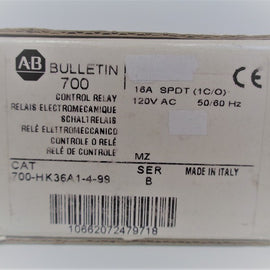 AB BULLETIN
700
CONTROL RELAY
RELAIS ELECTROMECANIQUE
SCHALTRELAIS
RELÉ ELETTROMECCANICO
CONTROLE O RELÉ
RELÉ DE CONTROLE
16A SPDT (1C/O)
120V AC 50/60 Hz
CE
MZ
CAT
700-HK36A1-4-99
SER
B
MADE IN ITALY
10662072479718